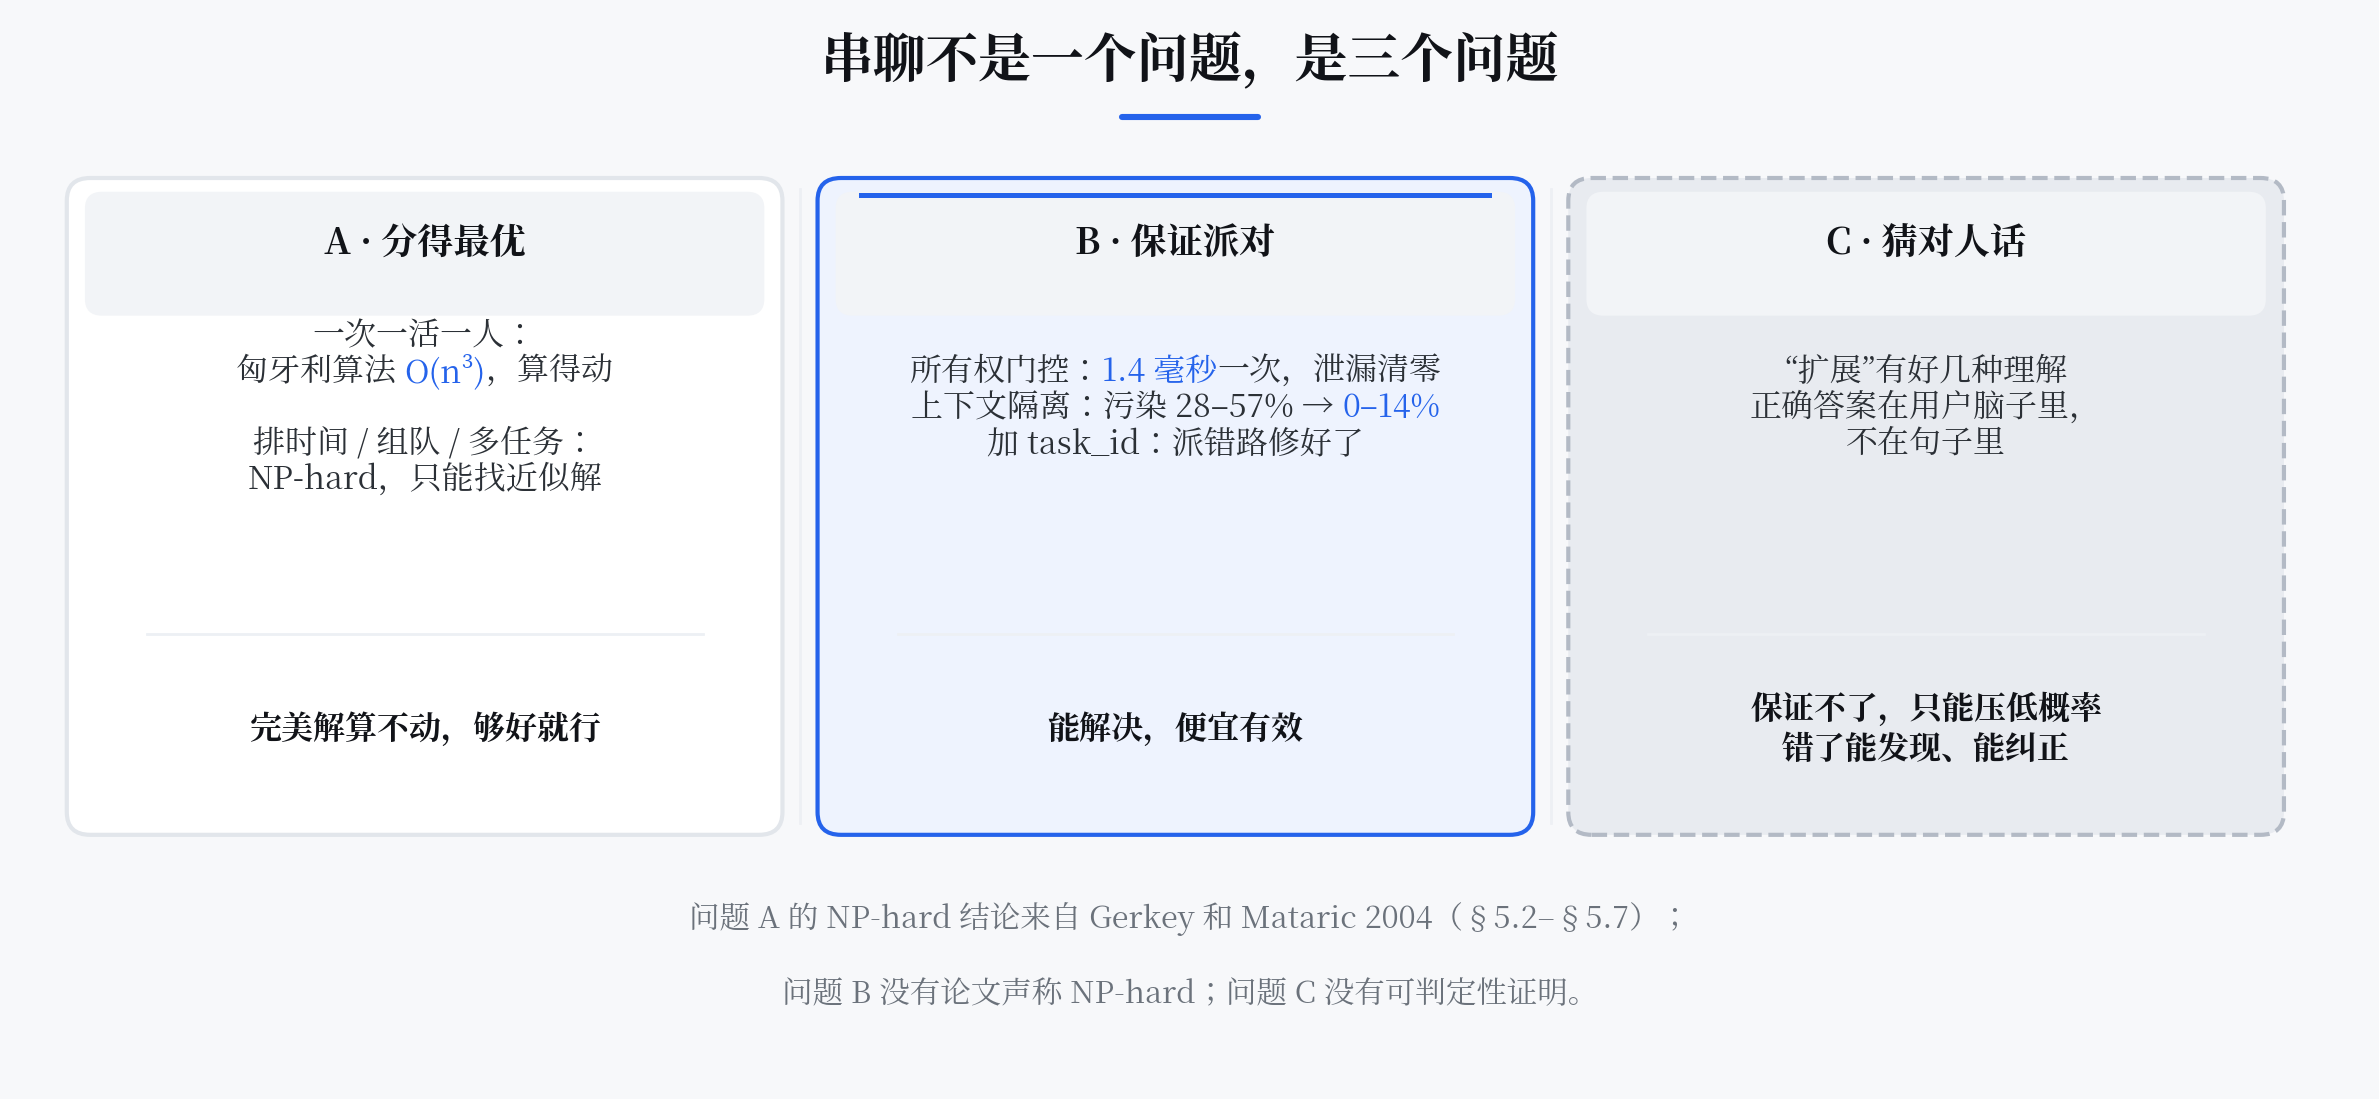 串聊不是一个问题，是三个问题
A · 分得最优
一次一活一人：
匈牙利算法 O(n³)，算得动
排时间 / 组队 / 多任务：
NP-hard，只能找近似解
完美解算不动，够好就行
B · 保证派对
所有权门控：1.4 毫秒一次，泄漏清零
上下文隔离：污染 28–57% → 0–14%
加 task_id：派错路修好了
能解决，便宜有效
C · 猜对人话
“扩展”有好几种理解
正确答案在用户脑子里，
不在句子里
保证不了，只能压低概率
错了能发现、能纠正
问题 A 的 NP-hard 结论来自 Gerkey 和 Mataric 2004（§5.2–§5.7）；
问题 B 没有论文声称 NP-hard；问题 C 没有可判定性证明。